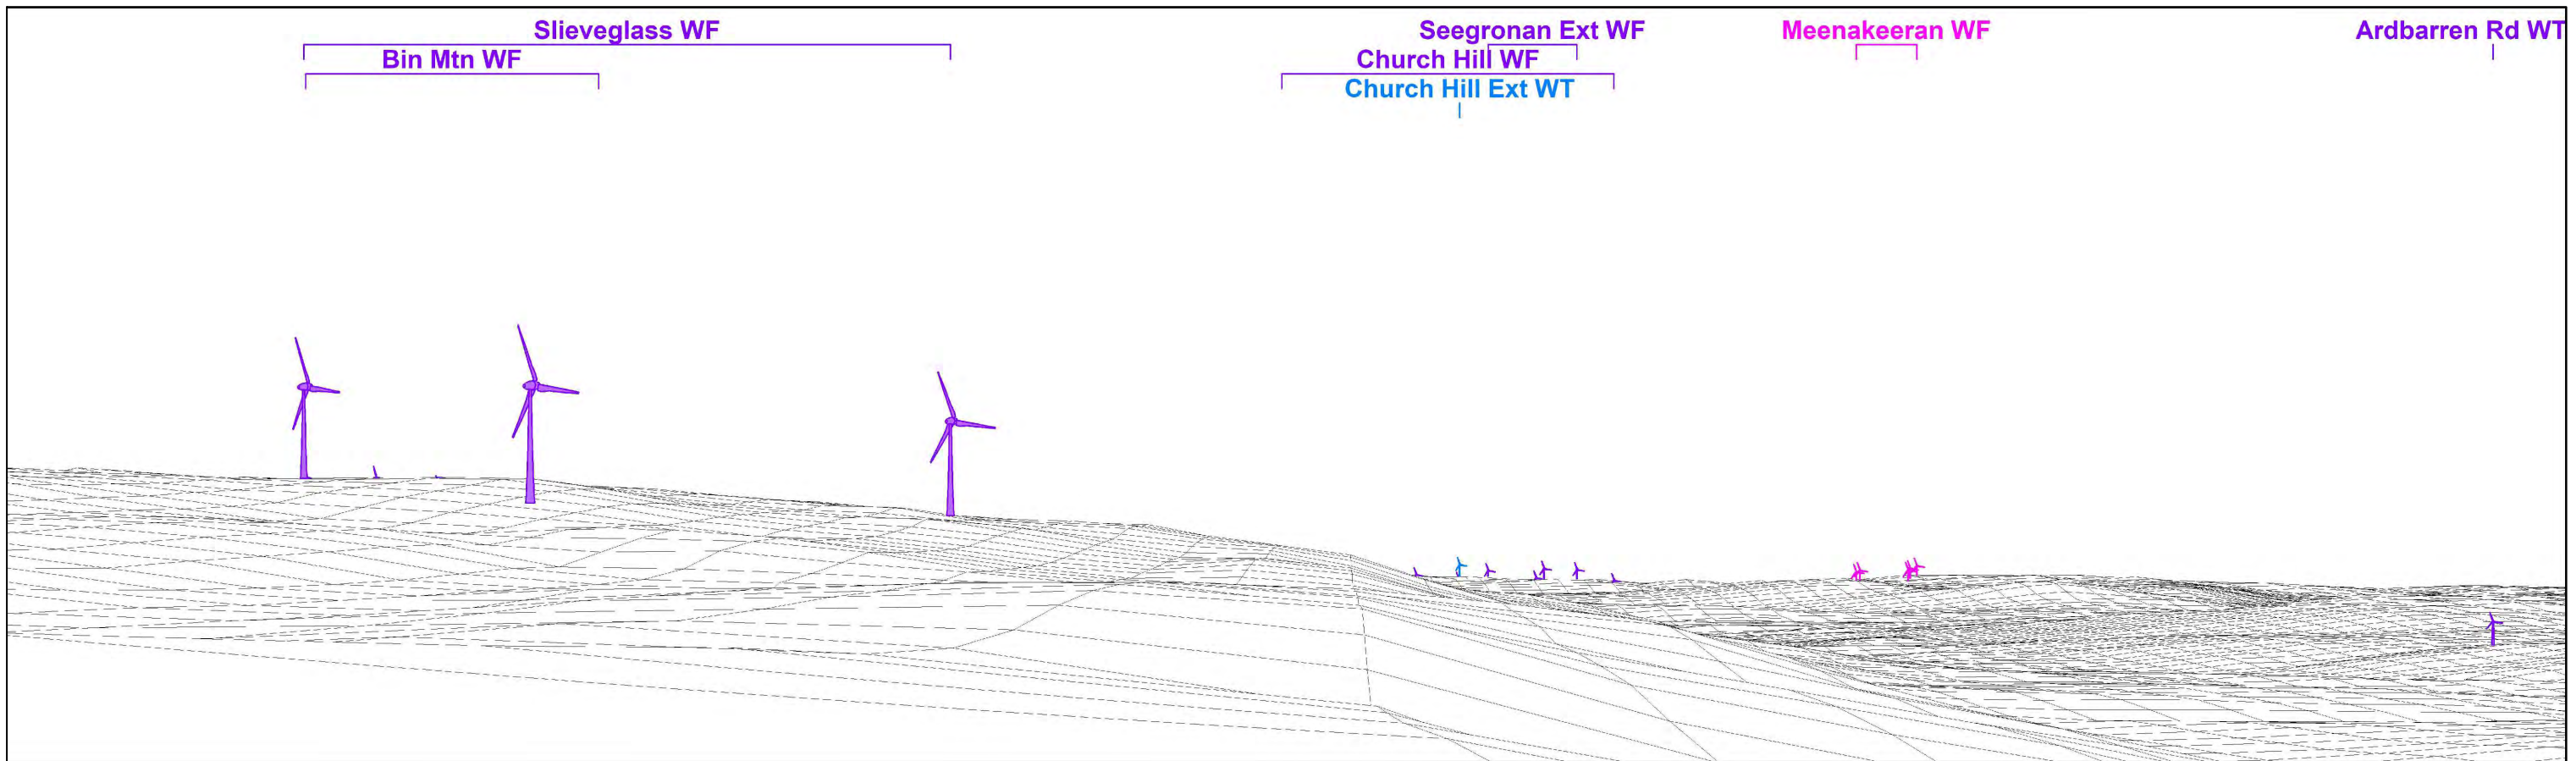 Slieveglass WF
Bin Mtn WF
Seegronan Ext WF
Church Hill WF
Church Hill Ext WT
Meenakeeran WF
Ardbarren Rd WT